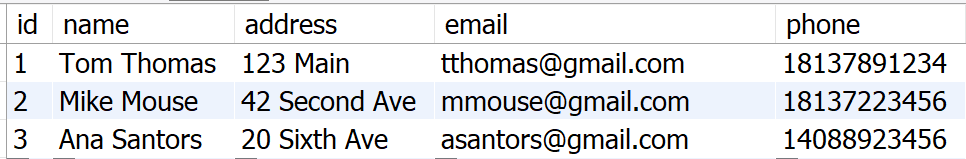 id name address email phone
1 Tom Thomas 123 Main tthomas@gmail.com 18137891234
2 Mike Mouse 42 Second Ave mmouse@gmail.com 18137223456
3 Ana Santors 20 Sixth Ave asantors@gmail.com 14088923456